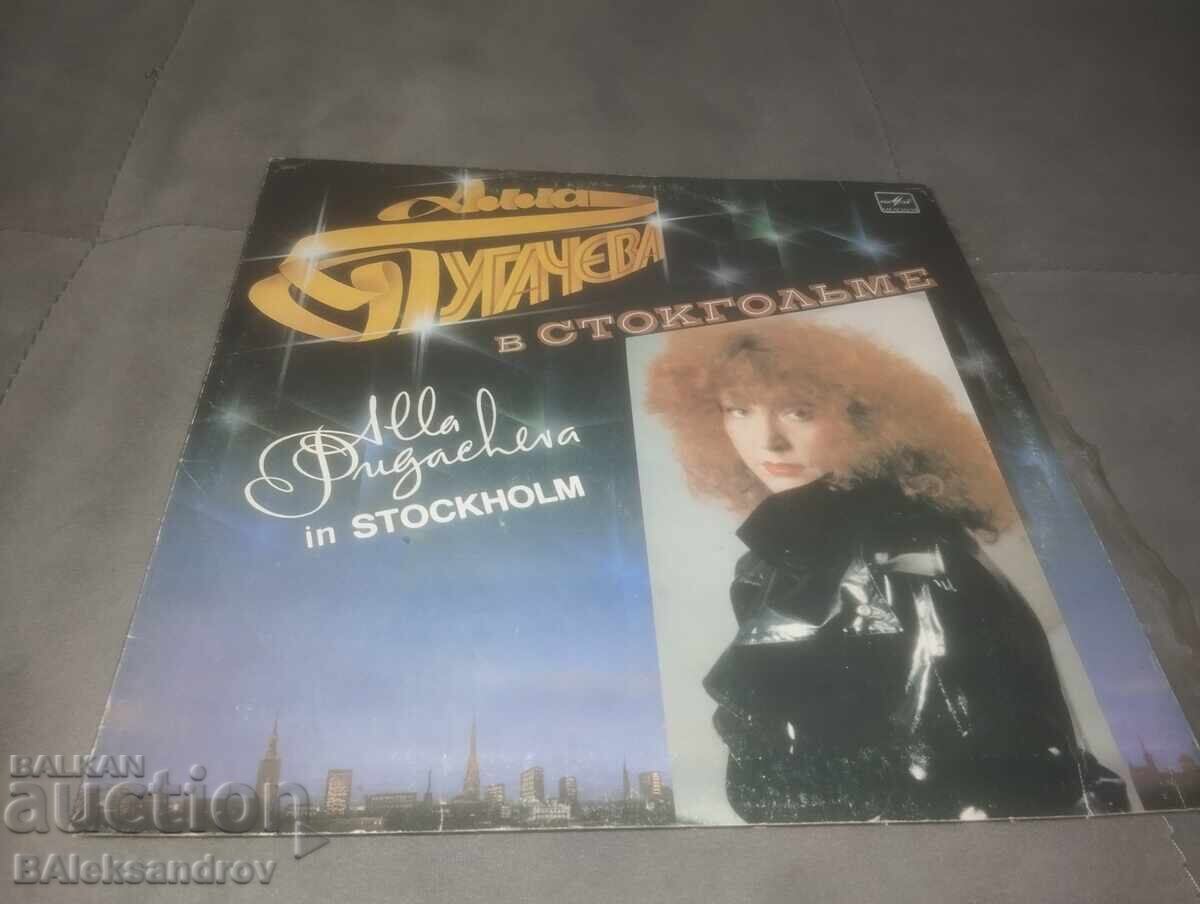 Алла
ПУГАЧЕВА
в СТОКГОЛЬМЕ
Alla
Pugacheva
in STOCKHOLM
BALKAN
auction
BAleksandrov